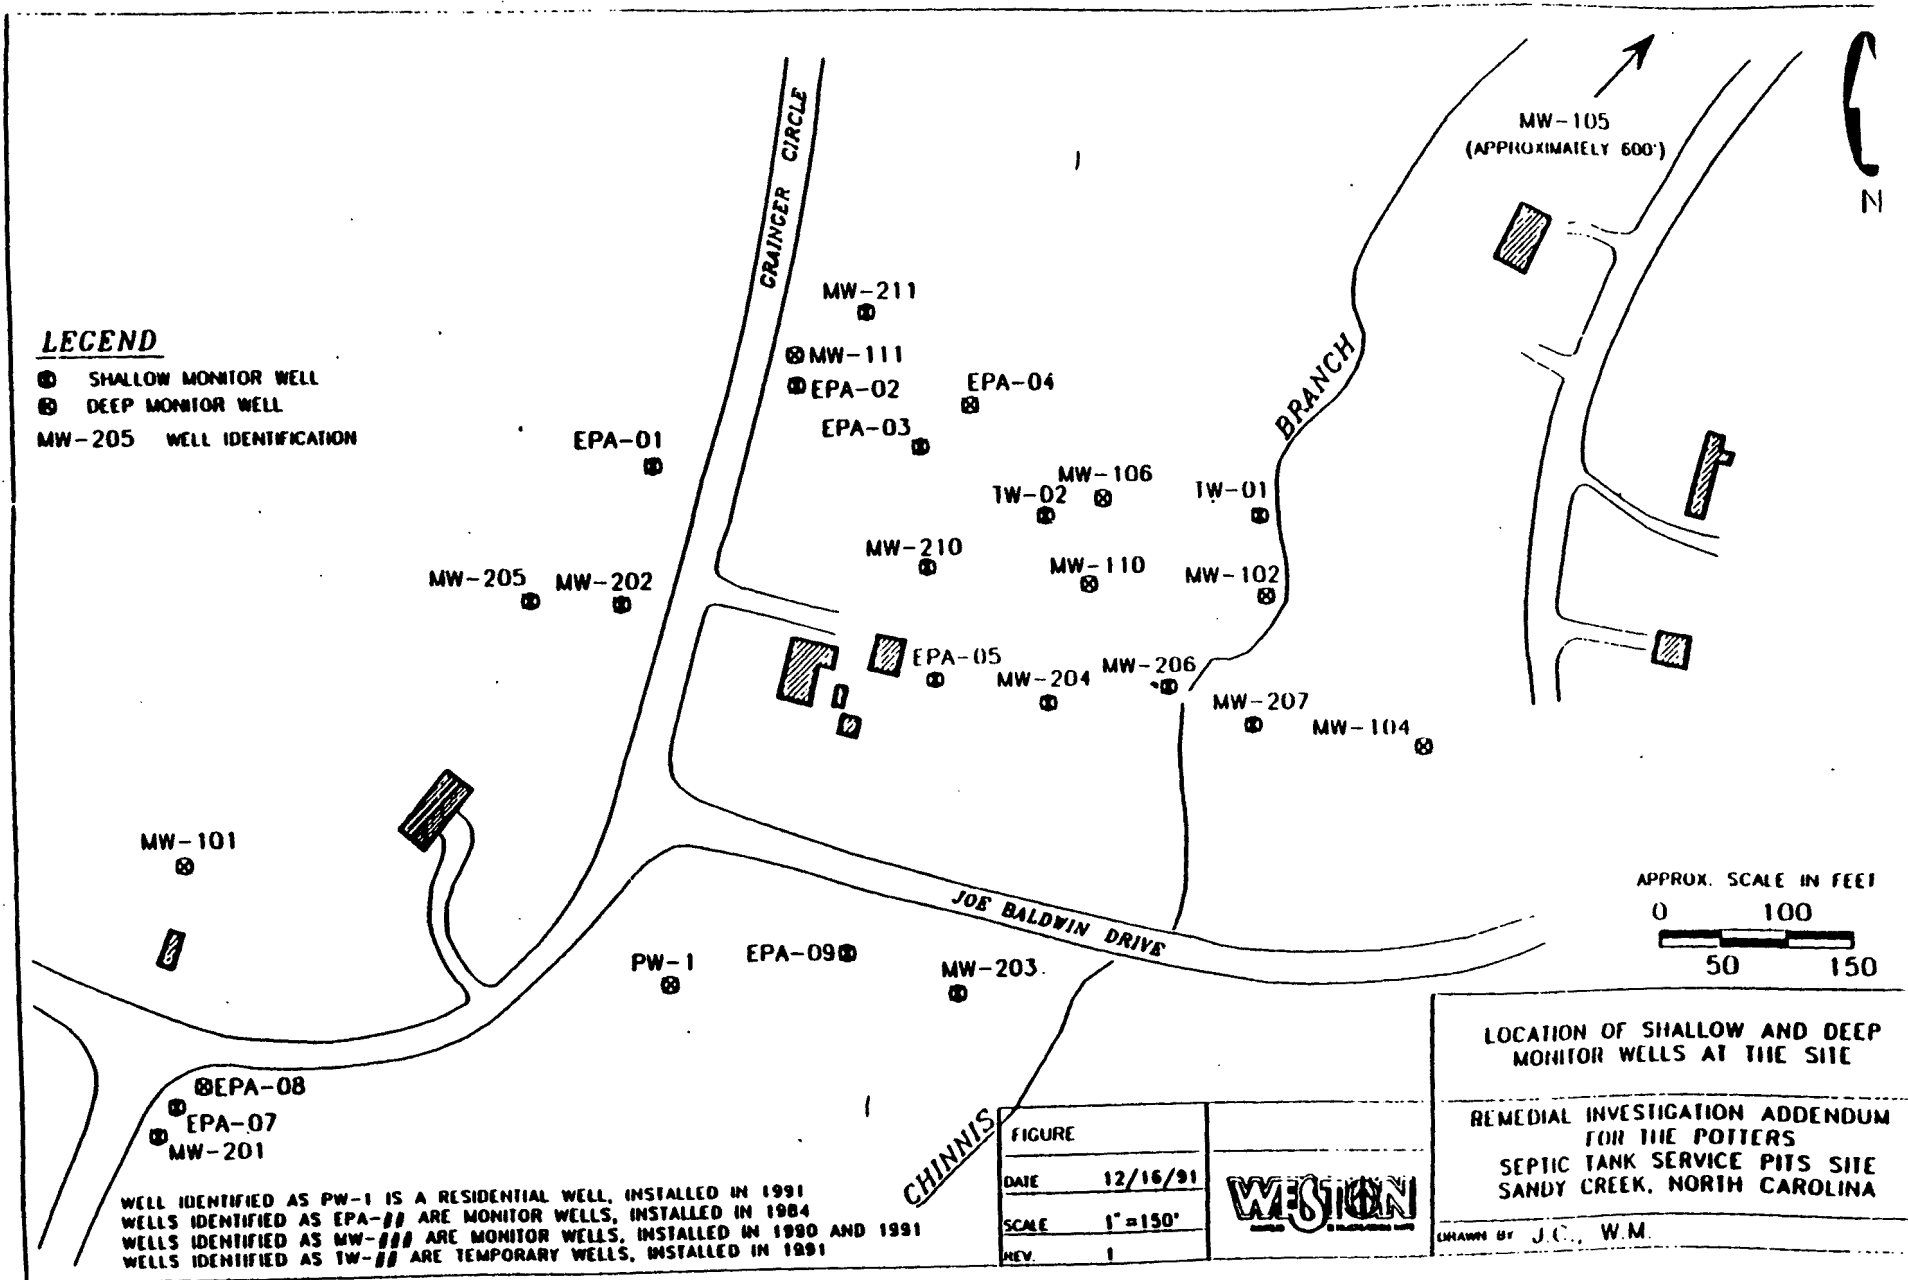 GRAINGER CIRCLE
MW-105
(APPROXIMATELY 600')
N
MW-211
MW-111
EPA-02
EPA-04
EPA-03
BRANCH
LEGEND
SHALLOW MONITOR WELL
DEEP MONITOR WELL
MW-205 WELL IDENTIFICATION
EPA-01
MW-106
TW-02
TW-01
MW-210
MW-110
MW-102
MW-205
MW-202
EPA-05
MW-204
MW-206
MW-207
MW-104
MW-101
JOE BALDWIN DRIVE
APPROX. SCALE IN FEET
0 100
50 150
PW-1
EPA-09
MW-203
EPA-08
EPA-07
MW-201
CHINNIS
WELL IDENTIFIED AS PW-1 IS A RESIDENTIAL WELL, INSTALLED IN 1991
WELLS IDENTIFIED AS EPA-## ARE MONITOR WELLS, INSTALLED IN 1984
WELLS IDENTIFIED AS MW-### ARE MONITOR WELLS, INSTALLED IN 1990 AND 1991
WELLS IDENTIFIED AS TW-## ARE TEMPORARY WELLS, INSTALLED IN 1991
FIGURE
DATE 12/16/91
SCALE 1"=150'
REV. 1
WESTON
LOCATION OF SHALLOW AND DEEP
MONITOR WELLS AT THE SITE
REMEDIAL INVESTIGATION ADDENDUM
FOR THE POTTERS
SEPTIC TANK SERVICE PITS SITE
SANDY CREEK, NORTH CAROLINA
DRAWN BY J.C., W.M.